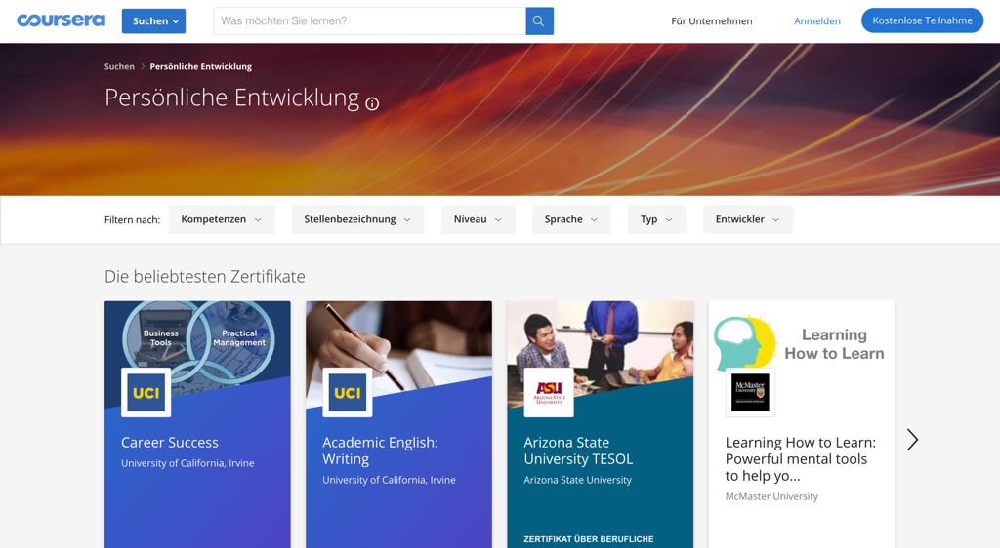 coursera
Suchen
Was möchten Sie lernen?
Für Unternehmen
Anmelden
Kostenlose Teilnahme
Suchen
Persönliche Entwicklung
Persönliche Entwicklung
Filtern nach:
Kompetenzen
Stellenbezeichnung
Niveau
Sprache
Typ
Entwickler
Die beliebtesten Zertifikate
Business
Tools
Practical
Management
UCI
Career Success
University of California, Irvine
UCI
Academic English:
Writing
University of California, Irvine
ASU
ARIZONA STATE
UNIVERSITY
Arizona State
University TESOL
Arizona State University
ZERTIFIKAT ÜBER BERUFLICHE
Learning
How to Learn
McMaster
University
Learning How to Learn:
Powerful mental tools
to help yo...
McMaster University